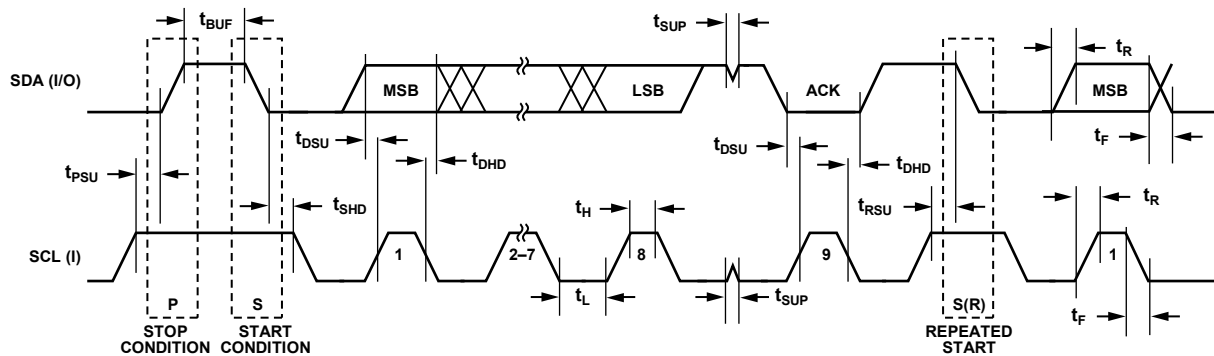 tBUF
tSUP
tR
SDA (I/O)
MSB
LSB
ACK
MSB
tDSU
tDHD
tDSU
tDHD
tF
tPSU
tSHD
tH
tRSU
tR
SCL (I)
1
2–7
8
9
1
P
S
tL
tSUP
S(R)
tF
STOP
CONDITION
START
CONDITION
REPEATED
START